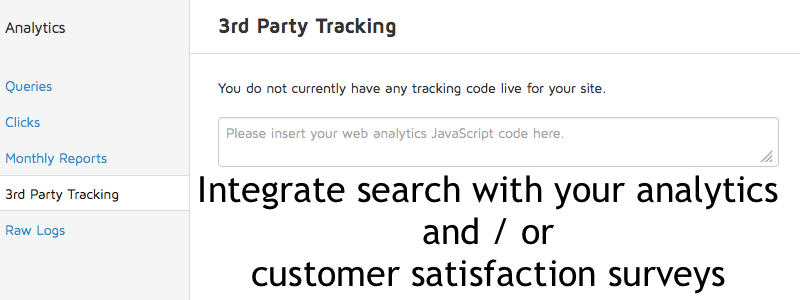 Analytics
Queries
Clicks
Monthly Reports
3rd Party Tracking
Raw Logs
3rd Party Tracking
You do not currently have any tracking code live for your site.
Please insert your web analytics JavaScript code here.
Integrate search with your analytics
and / or
customer satisfaction surveys